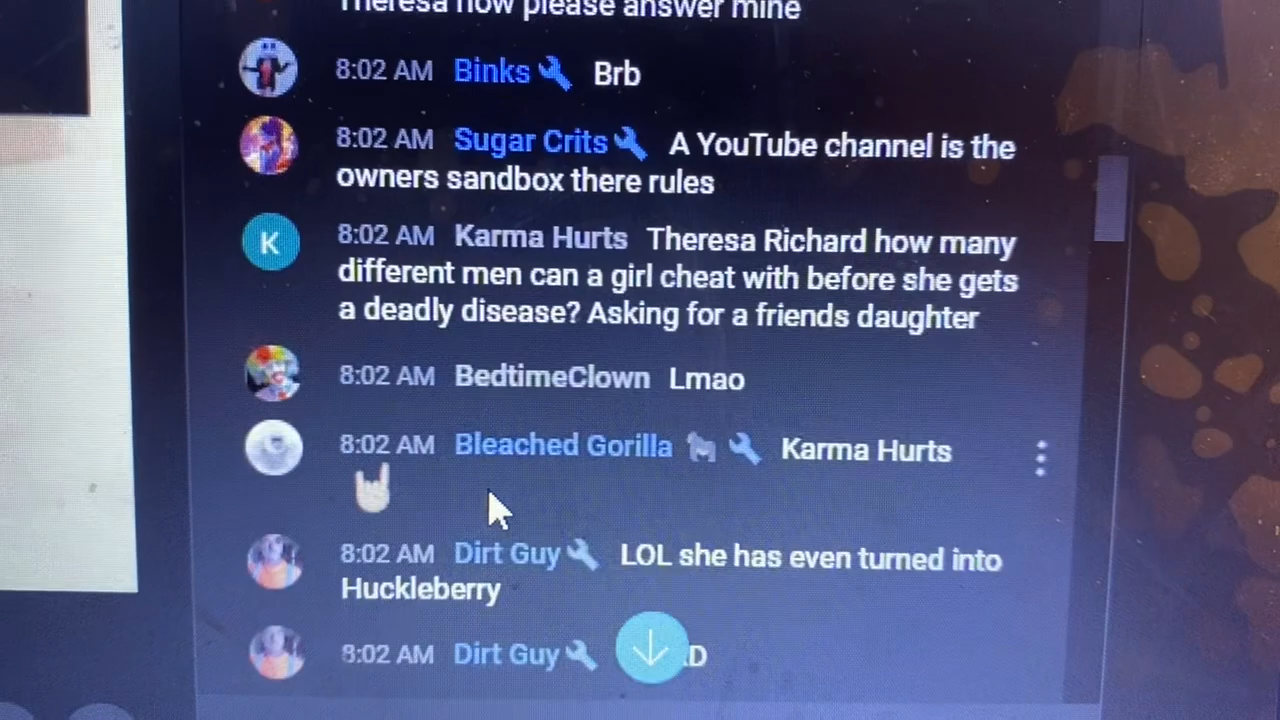 Theresa now please answer mine
8:02 AM Binks Brb
8:02 AM Sugar Crits A YouTube channel is the
owners sandbox there rules
K 8:02 AM Karma Hurts Theresa Richard how many
different men can a girl cheat with before she gets
a deadly disease? Asking for a friends daughter
8:02 AM BedtimeClown Lmao
8:02 AM Bleached Gorilla 🦍 Karma Hurts
🤘🏻
8:02 AM Dirt Guy LOL she has even turned into
Huckleberry
8:02 AM Dirt Guy